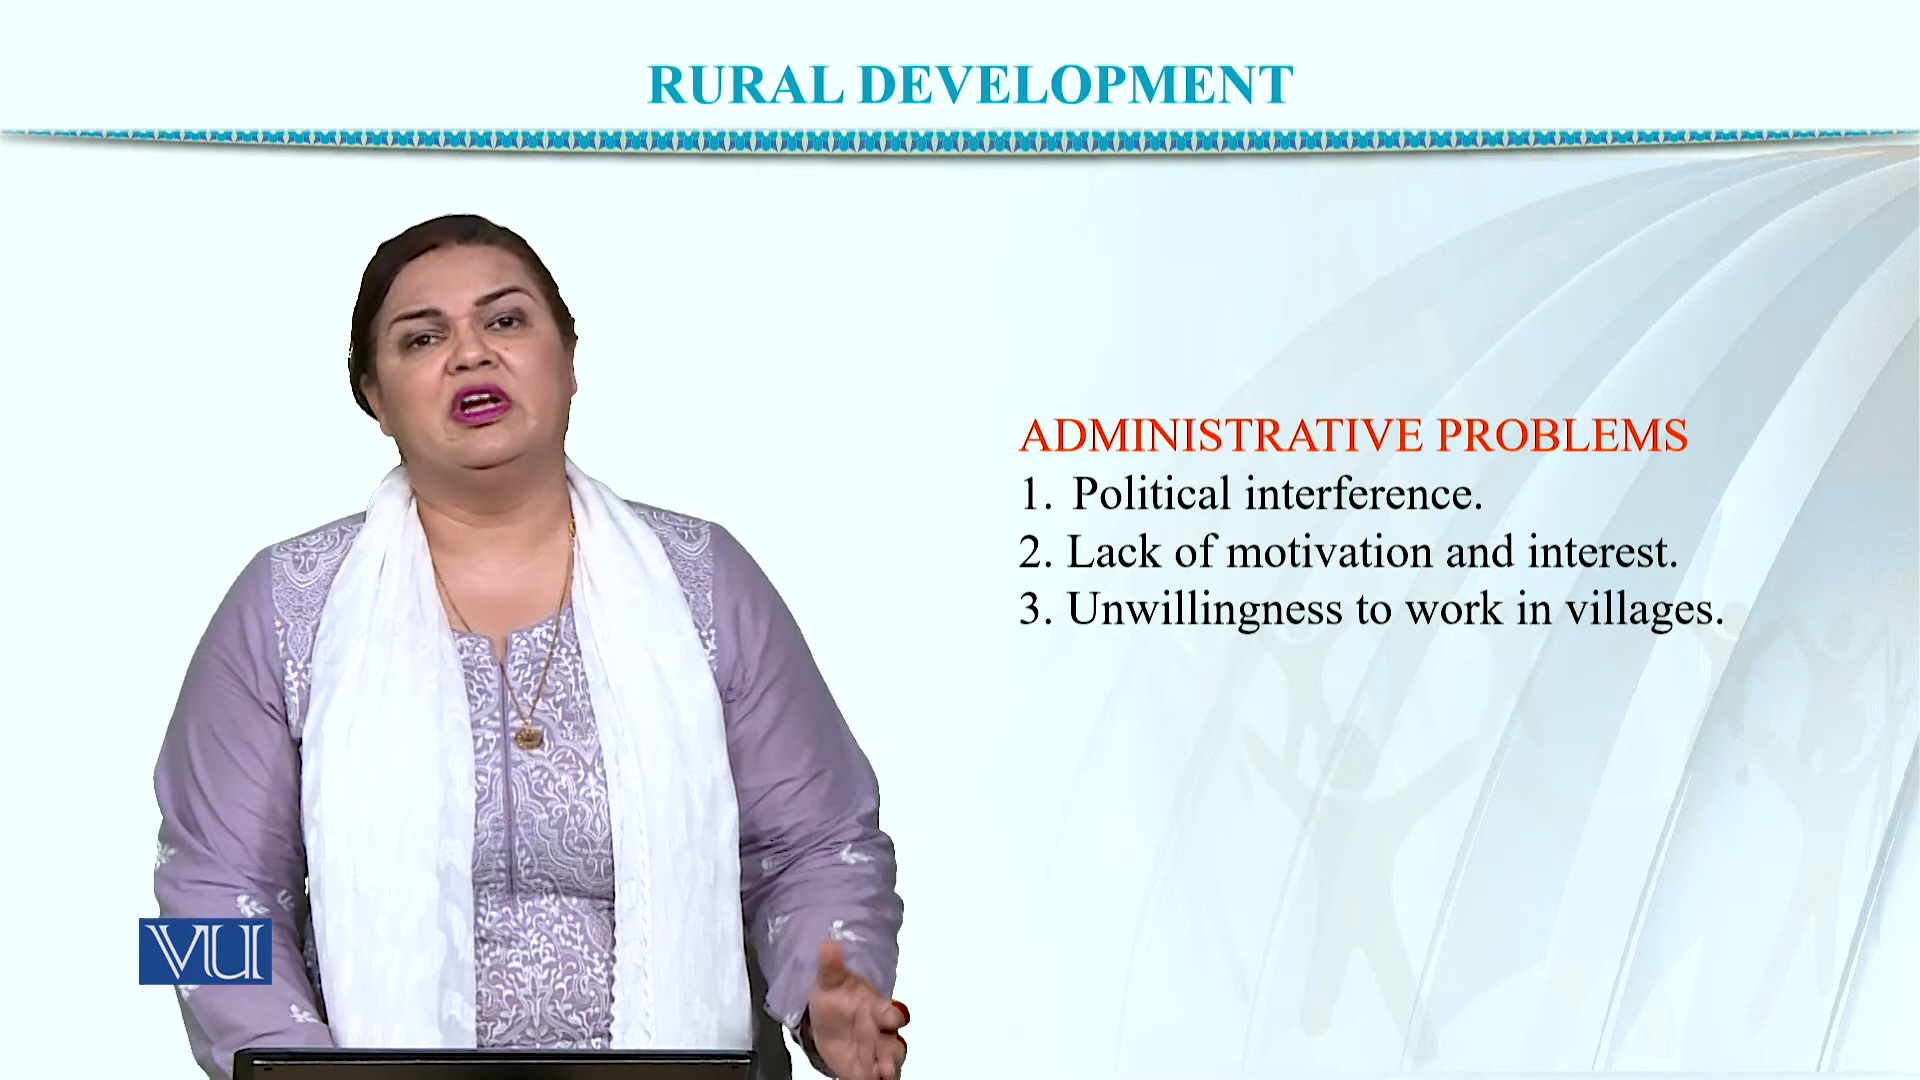 RURAL DEVELOPMENT
ADMINISTRATIVE PROBLEMS
1. Political interference.
2. Lack of motivation and interest.
3. Unwillingness to work in villages.
VU